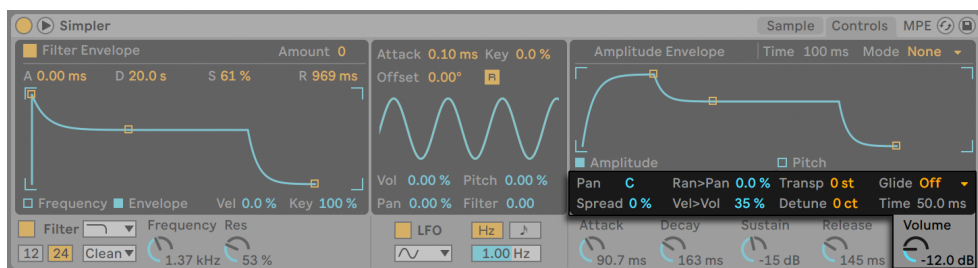 Simpler Sample Controls MPE
Filter Envelope Amount 0
A 0.00 ms D 20.0 s S 61 % R 969 ms
Frequency Envelope Vel 0.0 % Key 100 %
Attack 0.10 ms Key 0.0 %
Offset 0.00° R
Vol 0.00 % Pitch 0.00 %
Pan 0.00 % Filter 0.00
Amplitude Envelope Time 100 ms Mode None
Amplitude Pitch
Pan C Ran>Pan 0.0 % Transp 0 st Glide Off
Spread 0 % Vel>Vol 35 % Detune 0 ct Time 50.0 ms
Filter Frequency Res
12 24 Clean 1.37 kHz 53 %
LFO Hz
1.00 Hz
Attack Decay Sustain Release Volume
90.7 ms 163 ms -15 dB 145 ms -12.0 dB